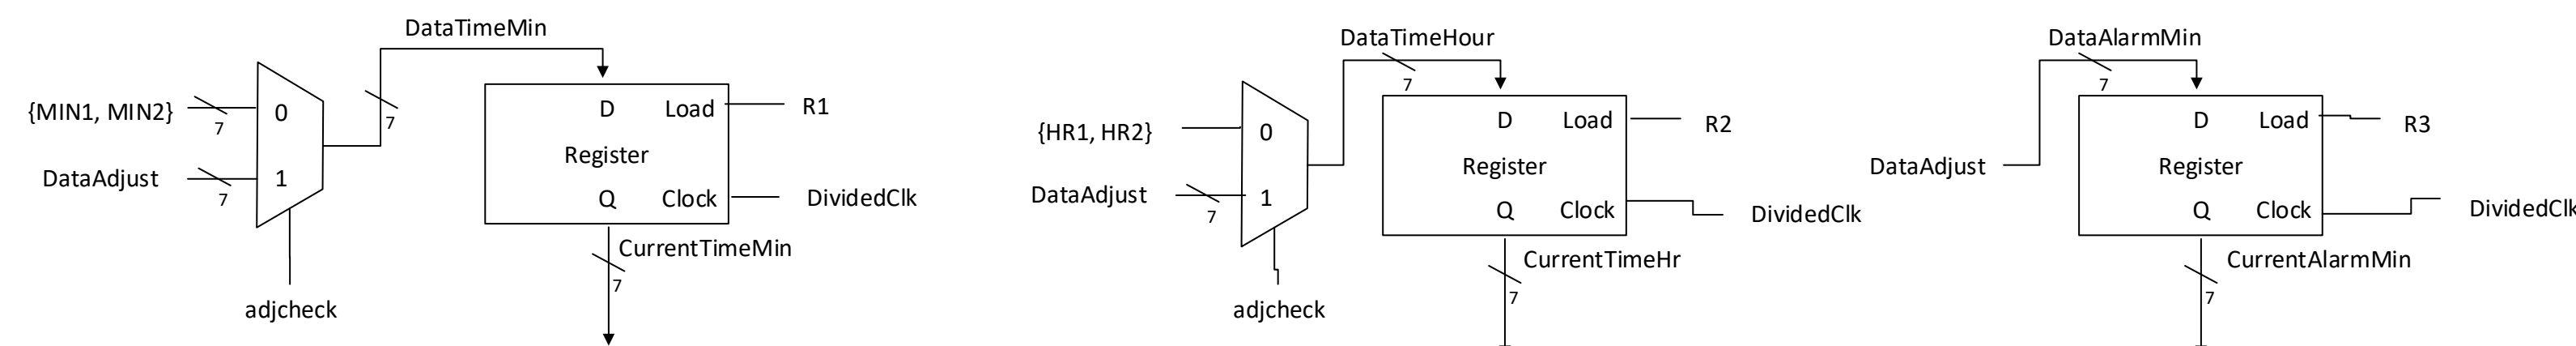 DataTimeMin
{MIN1, MIN2}
7
0
DataAdjust
7
1
adjcheck
7
D
Load
R1
Register
Q
Clock
DividedClk
CurrentTimeMin
7
DataTimeHour
7
{HR1, HR2}
0
DataAdjust
7
1
adjcheck
D
Load
R2
Register
Q
Clock
DividedClk
CurrentTimeHr
7
DataAlarmMin
7
DataAdjust
D
Load
R3
Register
Q
Clock
DividedClk
CurrentAlarmMin
7